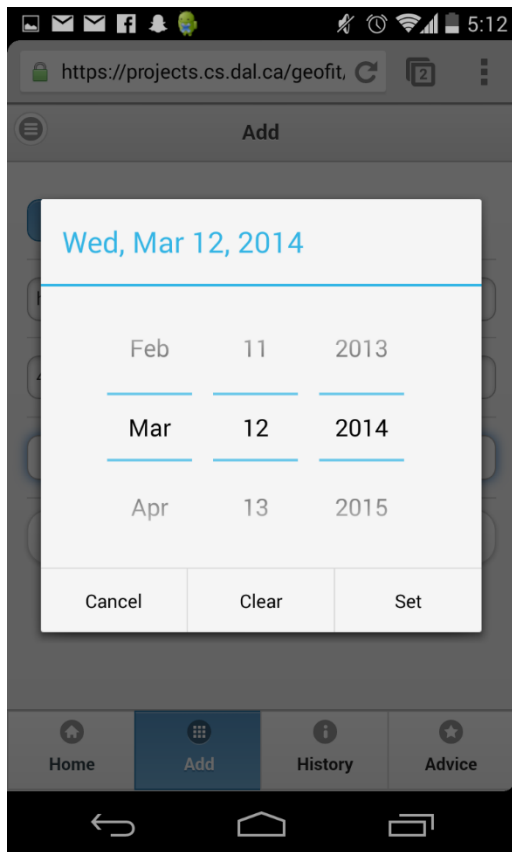 5:12
https://projects.cs.dal.ca/geofit/
2
Add
Wed, Mar 12, 2014
Feb 11 2013
Mar 12 2014
Apr 13 2015
Cancel Clear Set
Home Add History Advice